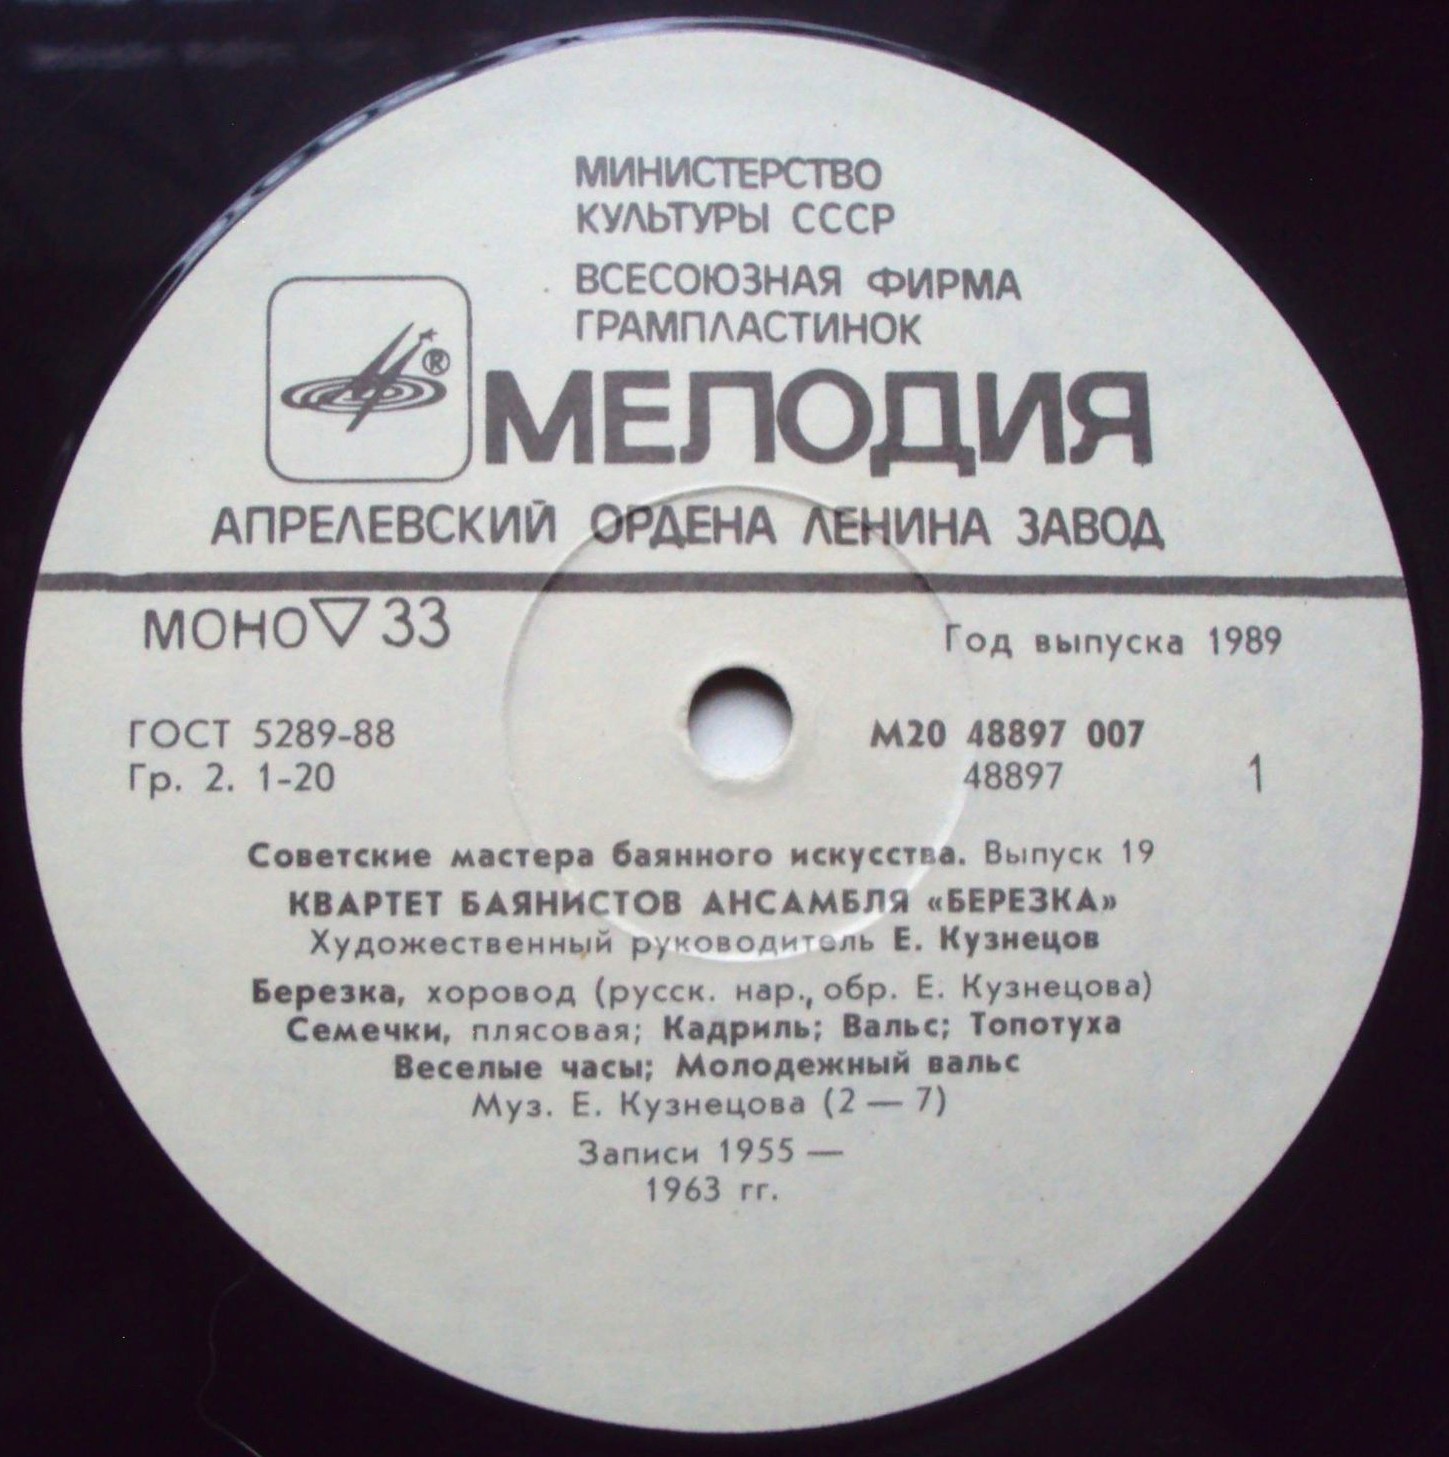 МИНИСТЕРСТВО
КУЛЬТУРЫ СССР
ВСЕСОЮЗНАЯ ФИРМА
ГРАМПЛАСТИНОК
®
МЕЛОДИЯ
АПРЕЛЕВСКИЙ ОРДЕНА ЛЕНИНА ЗАВОД
МОНО ▽ 33
Год выпуска 1989
ГОСТ 5289-88
Гр. 2. 1-20
М20 48897 007
48897
1
Советские мастера баянного искусства. Выпуск 19
КВАРТЕТ БАЯНИСТОВ АНСАМБЛЯ «БЕРЕЗКА»
Художественный руководитель Е. Кузнецов
Березка, хоровод (русск. нар., обр. Е. Кузнецова)
Семечки, плясовая; Кадриль; Вальс; Топотуха
Веселые часы; Молодежный вальс
Муз. Е. Кузнецова (2 — 7)
Записи 1955 —
1963 гг.